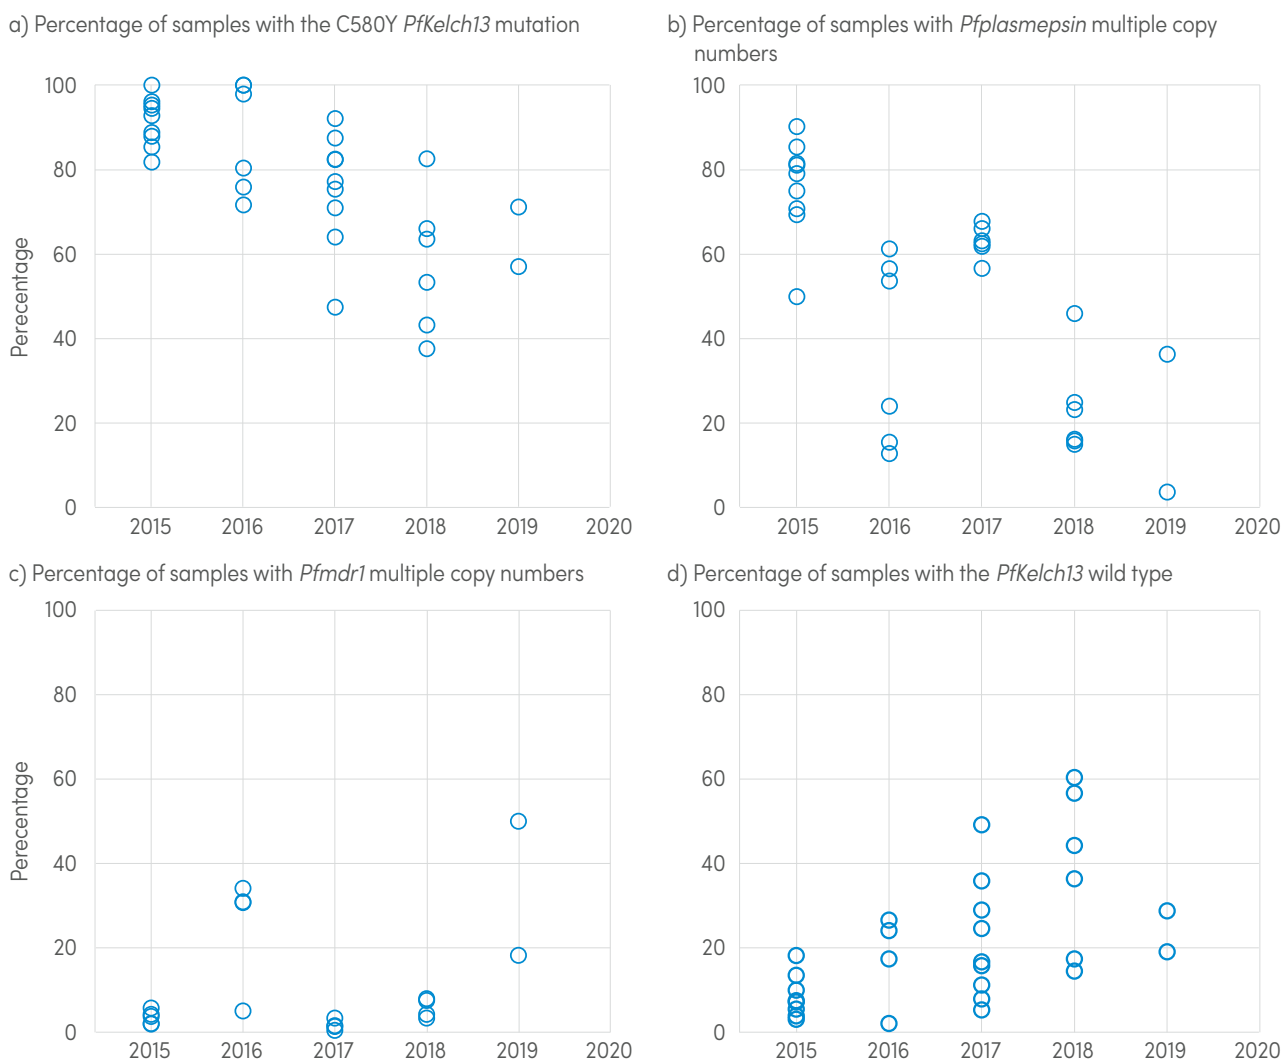 a) Percentage of samples with the C580Y PfKelch13 mutation
100
80
60
40
20
0
Perecentage
2015 2016 2017 2018 2019 2020
b) Percentage of samples with Pfplasmepsin multiple copy
numbers
100
80
60
40
20
0
2015 2016 2017 2018 2019 2020
c) Percentage of samples with Pfmdr1 multiple copy numbers
100
80
60
40
20
0
Perecentage
2015 2016 2017 2018 2019 2020
d) Percentage of samples with the PfKelch13 wild type
100
80
60
40
20
0
2015 2016 2017 2018 2019 2020